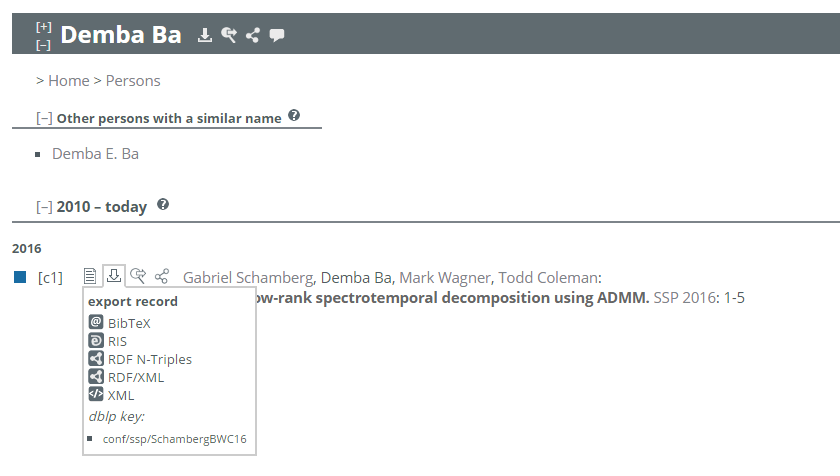 [+]
[–] Demba Ba
> Home > Persons
[–] Other persons with a similar name ?
Demba E. Ba
[–] 2010 – today ?
2016
[c1] Gabriel Schamberg, Demba Ba, Mark Wagner, Todd Coleman:
low-rank spectrotemporal decomposition using ADMM. SSP 2016: 1-5
export record
@ BibTeX
RIS
RDF N-Triples
RDF/XML
</> XML
dblp key:
conf/ssp/SchambergBWC16